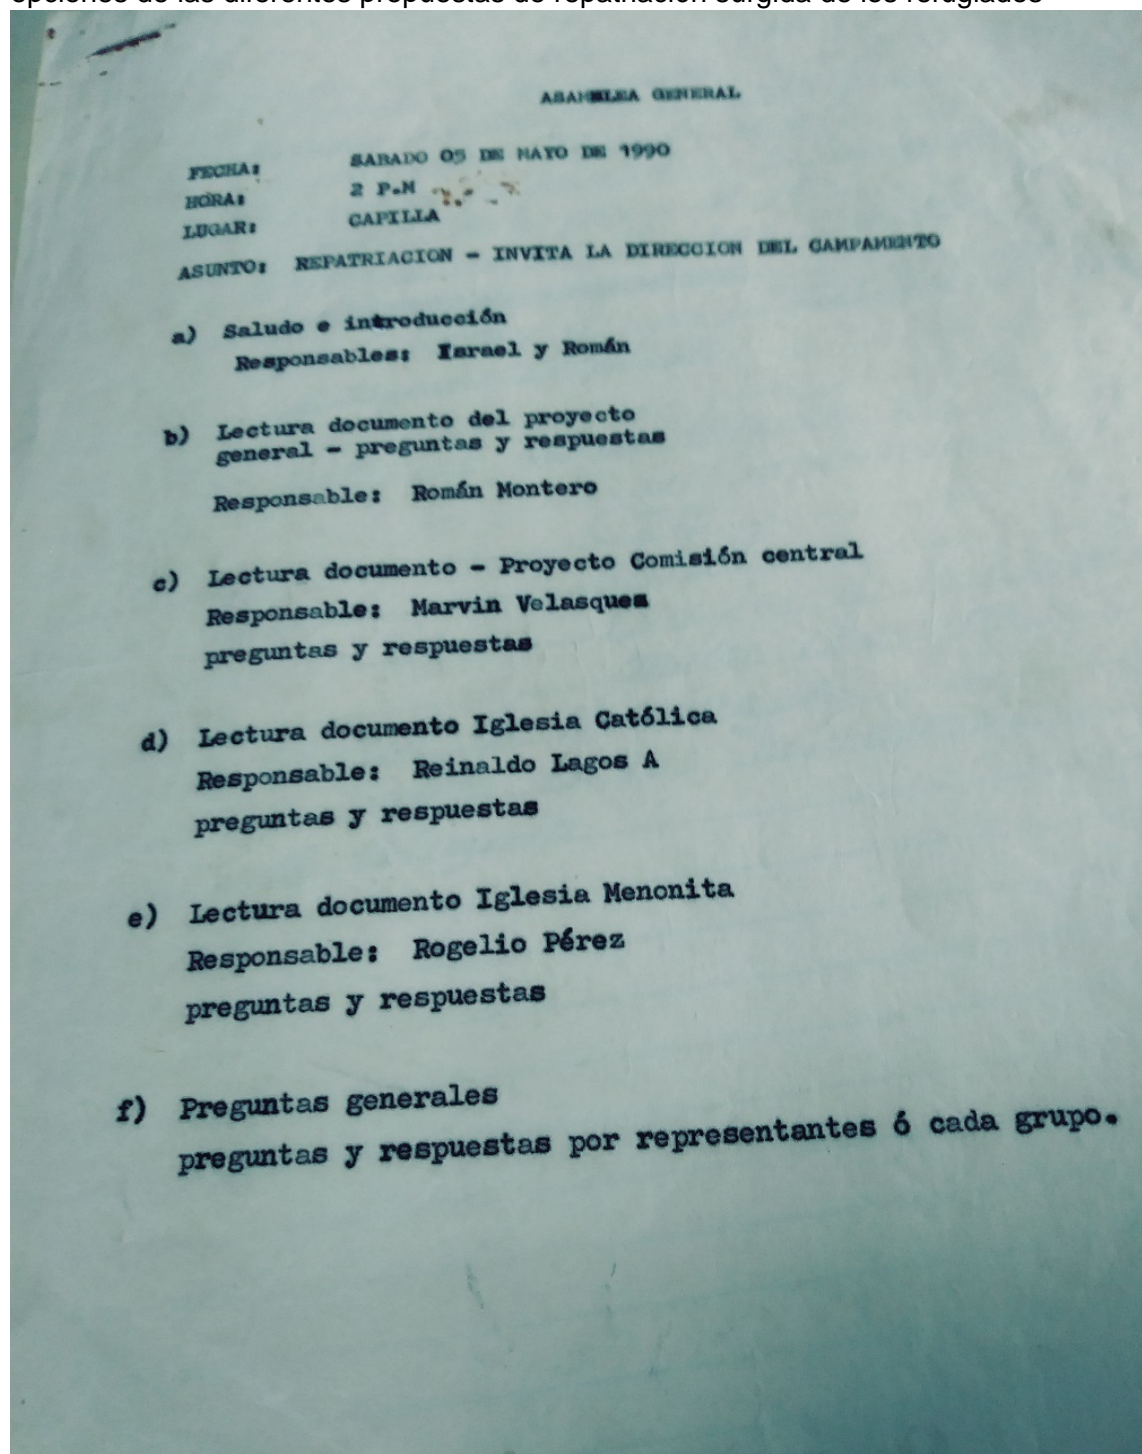 opciones de las diferentes propuestas de repatriación surgida de los refugiados
ASAMBLEA GENERAL
FECHA: SABADO 05 DE MAYO DE 1990
HORA: 2 P.M
LUGAR: CAPILLA
ASUNTO: REPATRIACION - INVITA LA DIRECCION DEL CAMPAMENTO
a) Saludo e introducción
Responsables: Israel y Román
b) Lectura documento del proyecto
general - preguntas y respuestas
Responsable: Román Montero
c) Lectura documento - Proyecto Comisión central
Responsable: Marvin Velasques
preguntas y respuestas
d) Lectura documento Iglesia Católica
Responsable: Reinaldo Lagos A
preguntas y respuestas
e) Lectura documento Iglesia Menonita
Responsable: Rogelio Pérez
preguntas y respuestas
f) Preguntas generales
preguntas y respuestas por representantes ó cada grupo.